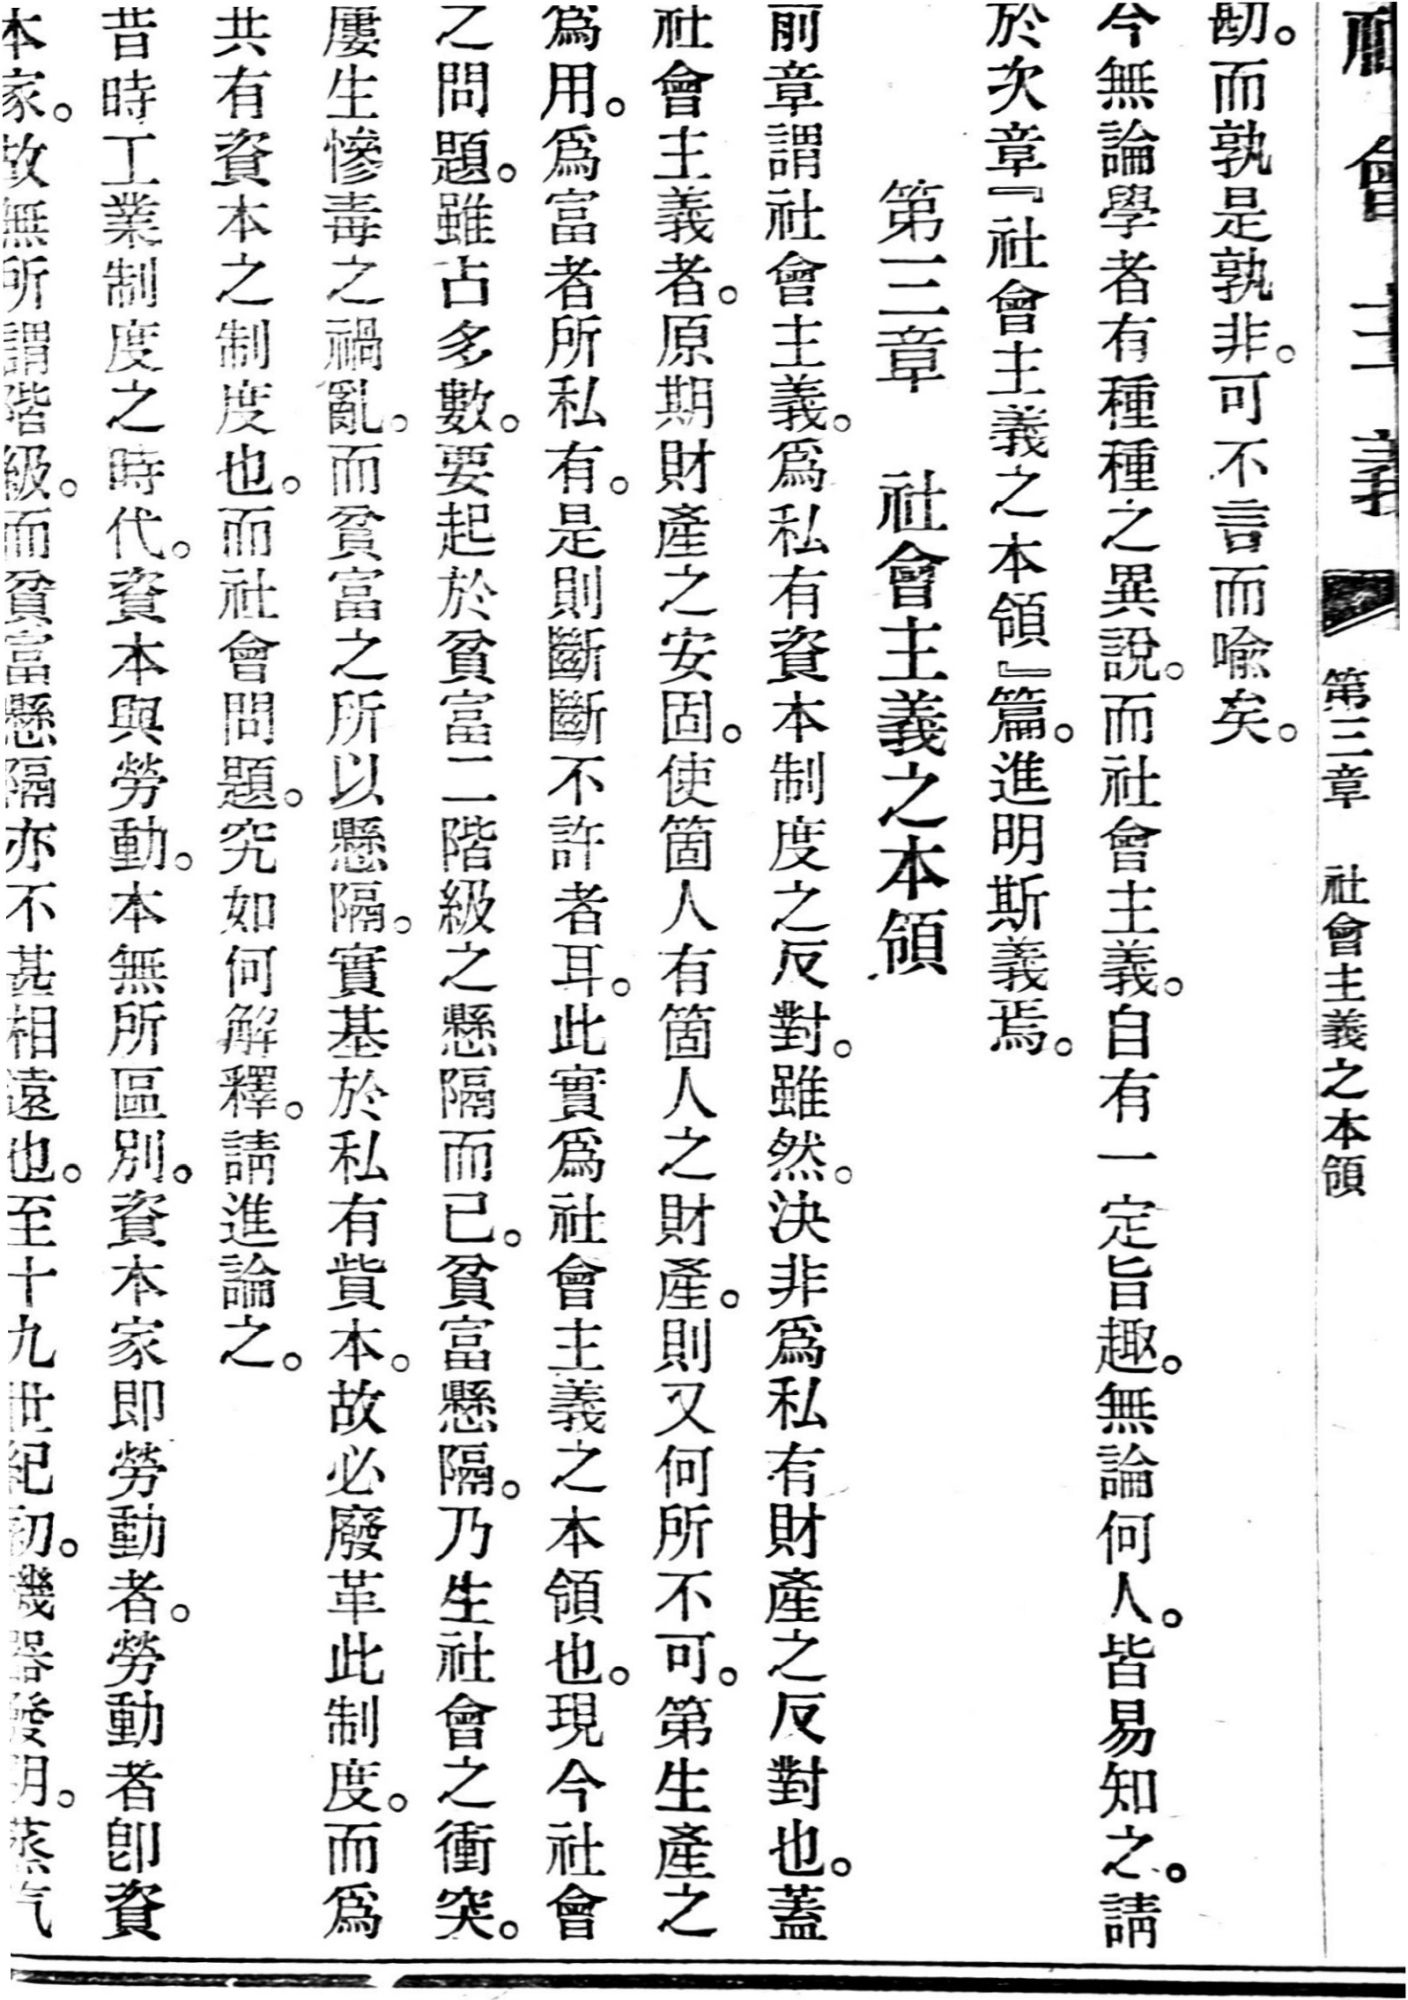 社會主義 第三章 社會主義之本領
勘。而孰是孰非。可不言而喩矣。
今無論學者有種種之異說。而社會主義。自有一定旨趣。無論何人。皆易知之。請
於次章『社會主義之本領』篇。進明斯義焉。
第三章 社會主義之本領
前章謂社會主義。爲私有資本制度之反對。雖然。決非爲私有財產之反對也。蓋
社會主義者。原期財產之安固。使箇人有箇人之財產。則又何所不可。第生產之
爲用。爲富者所私有。是則斷斷不許者耳。此實爲社會主義之本領也。現今社會
之問題。雖占多數。要起於貧富二階級之懸隔而已。貧富懸隔。乃生社會之衝突。
屢生慘毒之禍亂。而貧富之所以懸隔。實基於私有貲本。故必廢革此制度。而爲
共有資本之制度也。而社會問題。究如何解釋。請進論之。
昔時工業制度之時代。資本與勞動。本無所區別。資本家即勞動者。勞動者卽資
本家。故無所謂階級。而貧富懸隔亦不甚相遠也。至十九世紀初。機器發明。蒸汽